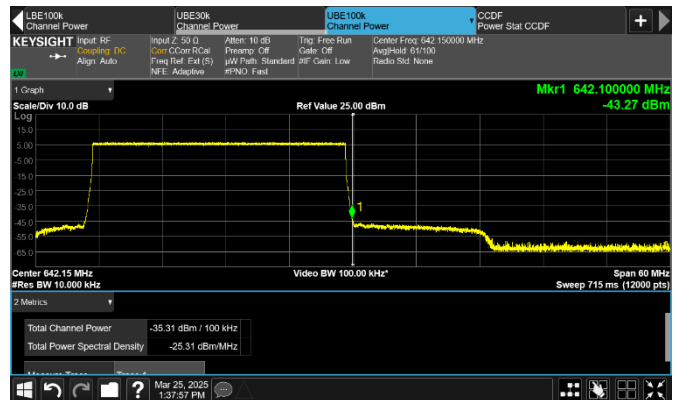 LBE100k
Channel Power
UBE30k
Channel Power
UBE100k
Channel Power
CCDF
Power Stat CCDF
KEYSIGHT
Input: RF
Coupling: DC
Align: Auto
Input Z: 50 Ω
Corr CCorr RCal
Freq Ref: Ext (S)
NFE: Adaptive
Atten: 10 dB
Preamp: Off
µW Path: Standard
#PNO: Fast
Trig: Free Run
Gate: Off
#IF Gain: Low
Center Freq: 642.150000 MHz
Avg|Hold: 61/100
Radio Std: None
LXI
1 Graph
Mkr1 642.100000 MHz
-43.27 dBm
Scale/Div 10.0 dB
Ref Value 25.00 dBm
Log
15.0
5.00
-5.00
-15.0
-25.0
-35.0
-45.0
-55.0
-65.0
1
Center 642.15 MHz
#Res BW 10.000 kHz
Video BW 100.00 kHz*
Span 60 MHz
Sweep 715 ms (12000 pts)
2 Metrics
Total Channel Power -35.31 dBm / 100 kHz
Total Power Spectral Density -25.31 dBm/MHz
Mar 25, 2025
1:37:57 PM